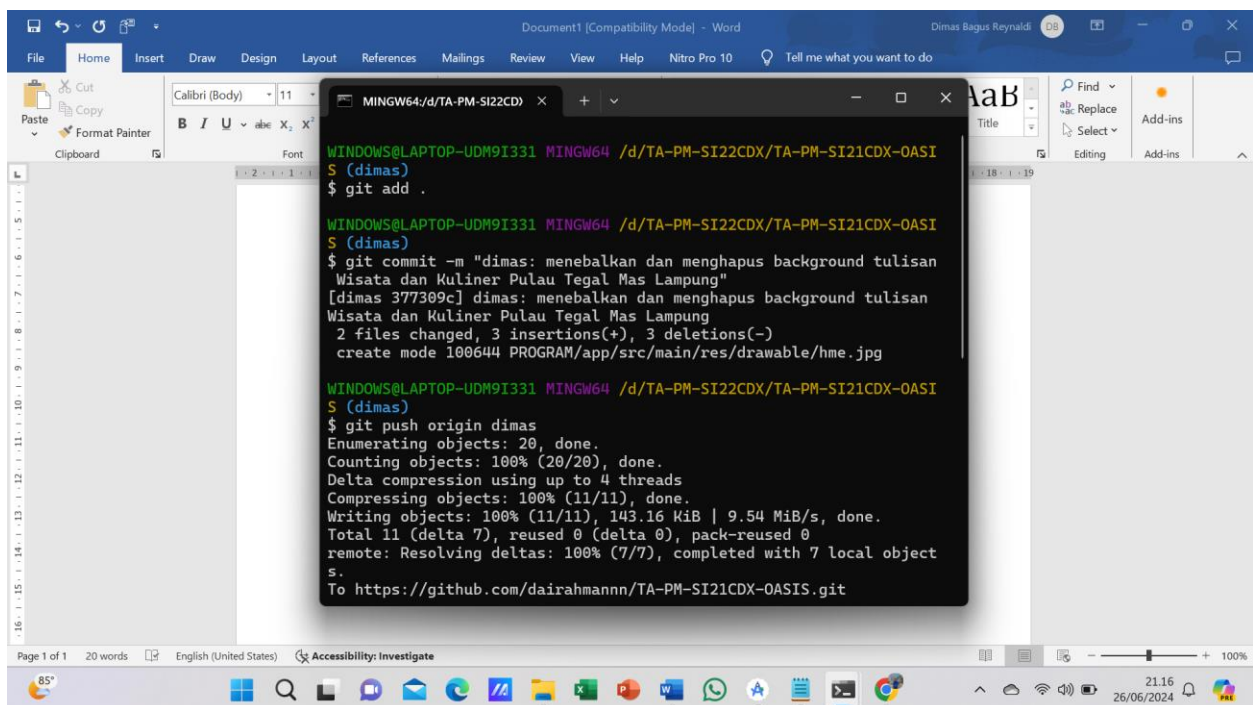 Document1 [Compatibility Mode] - Word
Dimas Bagus Reynaldi
DB
File Home Insert Draw Design Layout References Mailings Review View Help Nitro Pro 10 Tell me what you want to do
Paste
Cut
Copy
Format Painter
Clipboard
Calibri (Body) 11
B I U abc X₂ X²
Font
AaB
Title
Find
Replace
Select
Editing
Add-ins
Add-ins
MINGW64:/d/TA-PM-SI22CD
WINDOWS@LAPTOP-UDM9I331 MINGW64 /d/TA-PM-SI22CDX/TA-PM-SI21CDX-OASI
S (dimas)
$ git add .
WINDOWS@LAPTOP-UDM9I331 MINGW64 /d/TA-PM-SI22CDX/TA-PM-SI21CDX-OASI
S (dimas)
$ git commit -m "dimas: menebalkan dan menghapus background tulisan
Wisata dan Kuliner Pulau Tegal Mas Lampung"
[dimas 377309c] dimas: menebalkan dan menghapus background tulisan
Wisata dan Kuliner Pulau Tegal Mas Lampung
2 files changed, 3 insertions(+), 3 deletions(-)
create mode 100644 PROGRAM/app/src/main/res/drawable/hme.jpg
WINDOWS@LAPTOP-UDM9I331 MINGW64 /d/TA-PM-SI22CDX/TA-PM-SI21CDX-OASI
S (dimas)
$ git push origin dimas
Enumerating objects: 20, done.
Counting objects: 100% (20/20), done.
Delta compression using up to 4 threads
Compressing objects: 100% (11/11), done.
Writing objects: 100% (11/11), 143.16 KiB | 9.54 MiB/s, done.
Total 11 (delta 7), reused 0 (delta 0), pack-reused 0
remote: Resolving deltas: 100% (7/7), completed with 7 local object
s.
To https://github.com/dairahmannn/TA-PM-SI21CDX-OASIS.git
Page 1 of 1 20 words English (United States) Accessibility: Investigate 100%
85°
21.16
26/06/2024